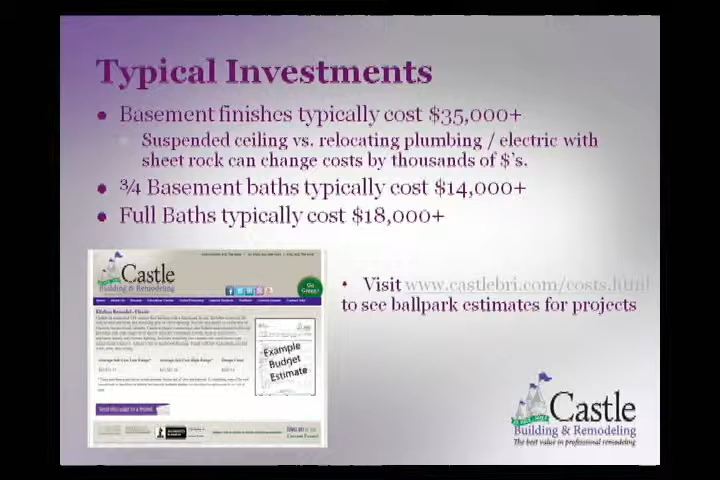 Typical Investments
Basement finishes typically cost $35,000+
Suspended ceiling vs. relocating plumbing / electric with
sheet rock can change costs by thousands of $'s.
¾ Basement baths typically cost $14,000+
Full Baths typically cost $18,000+
Castle
Building & Remodeling
Go
Green!
Example
Budget
Estimate
Visit www.castlebri.com/costs.html
to see ballpark estimates for projects
Castle
Building & Remodeling
The best value in professional remodeling